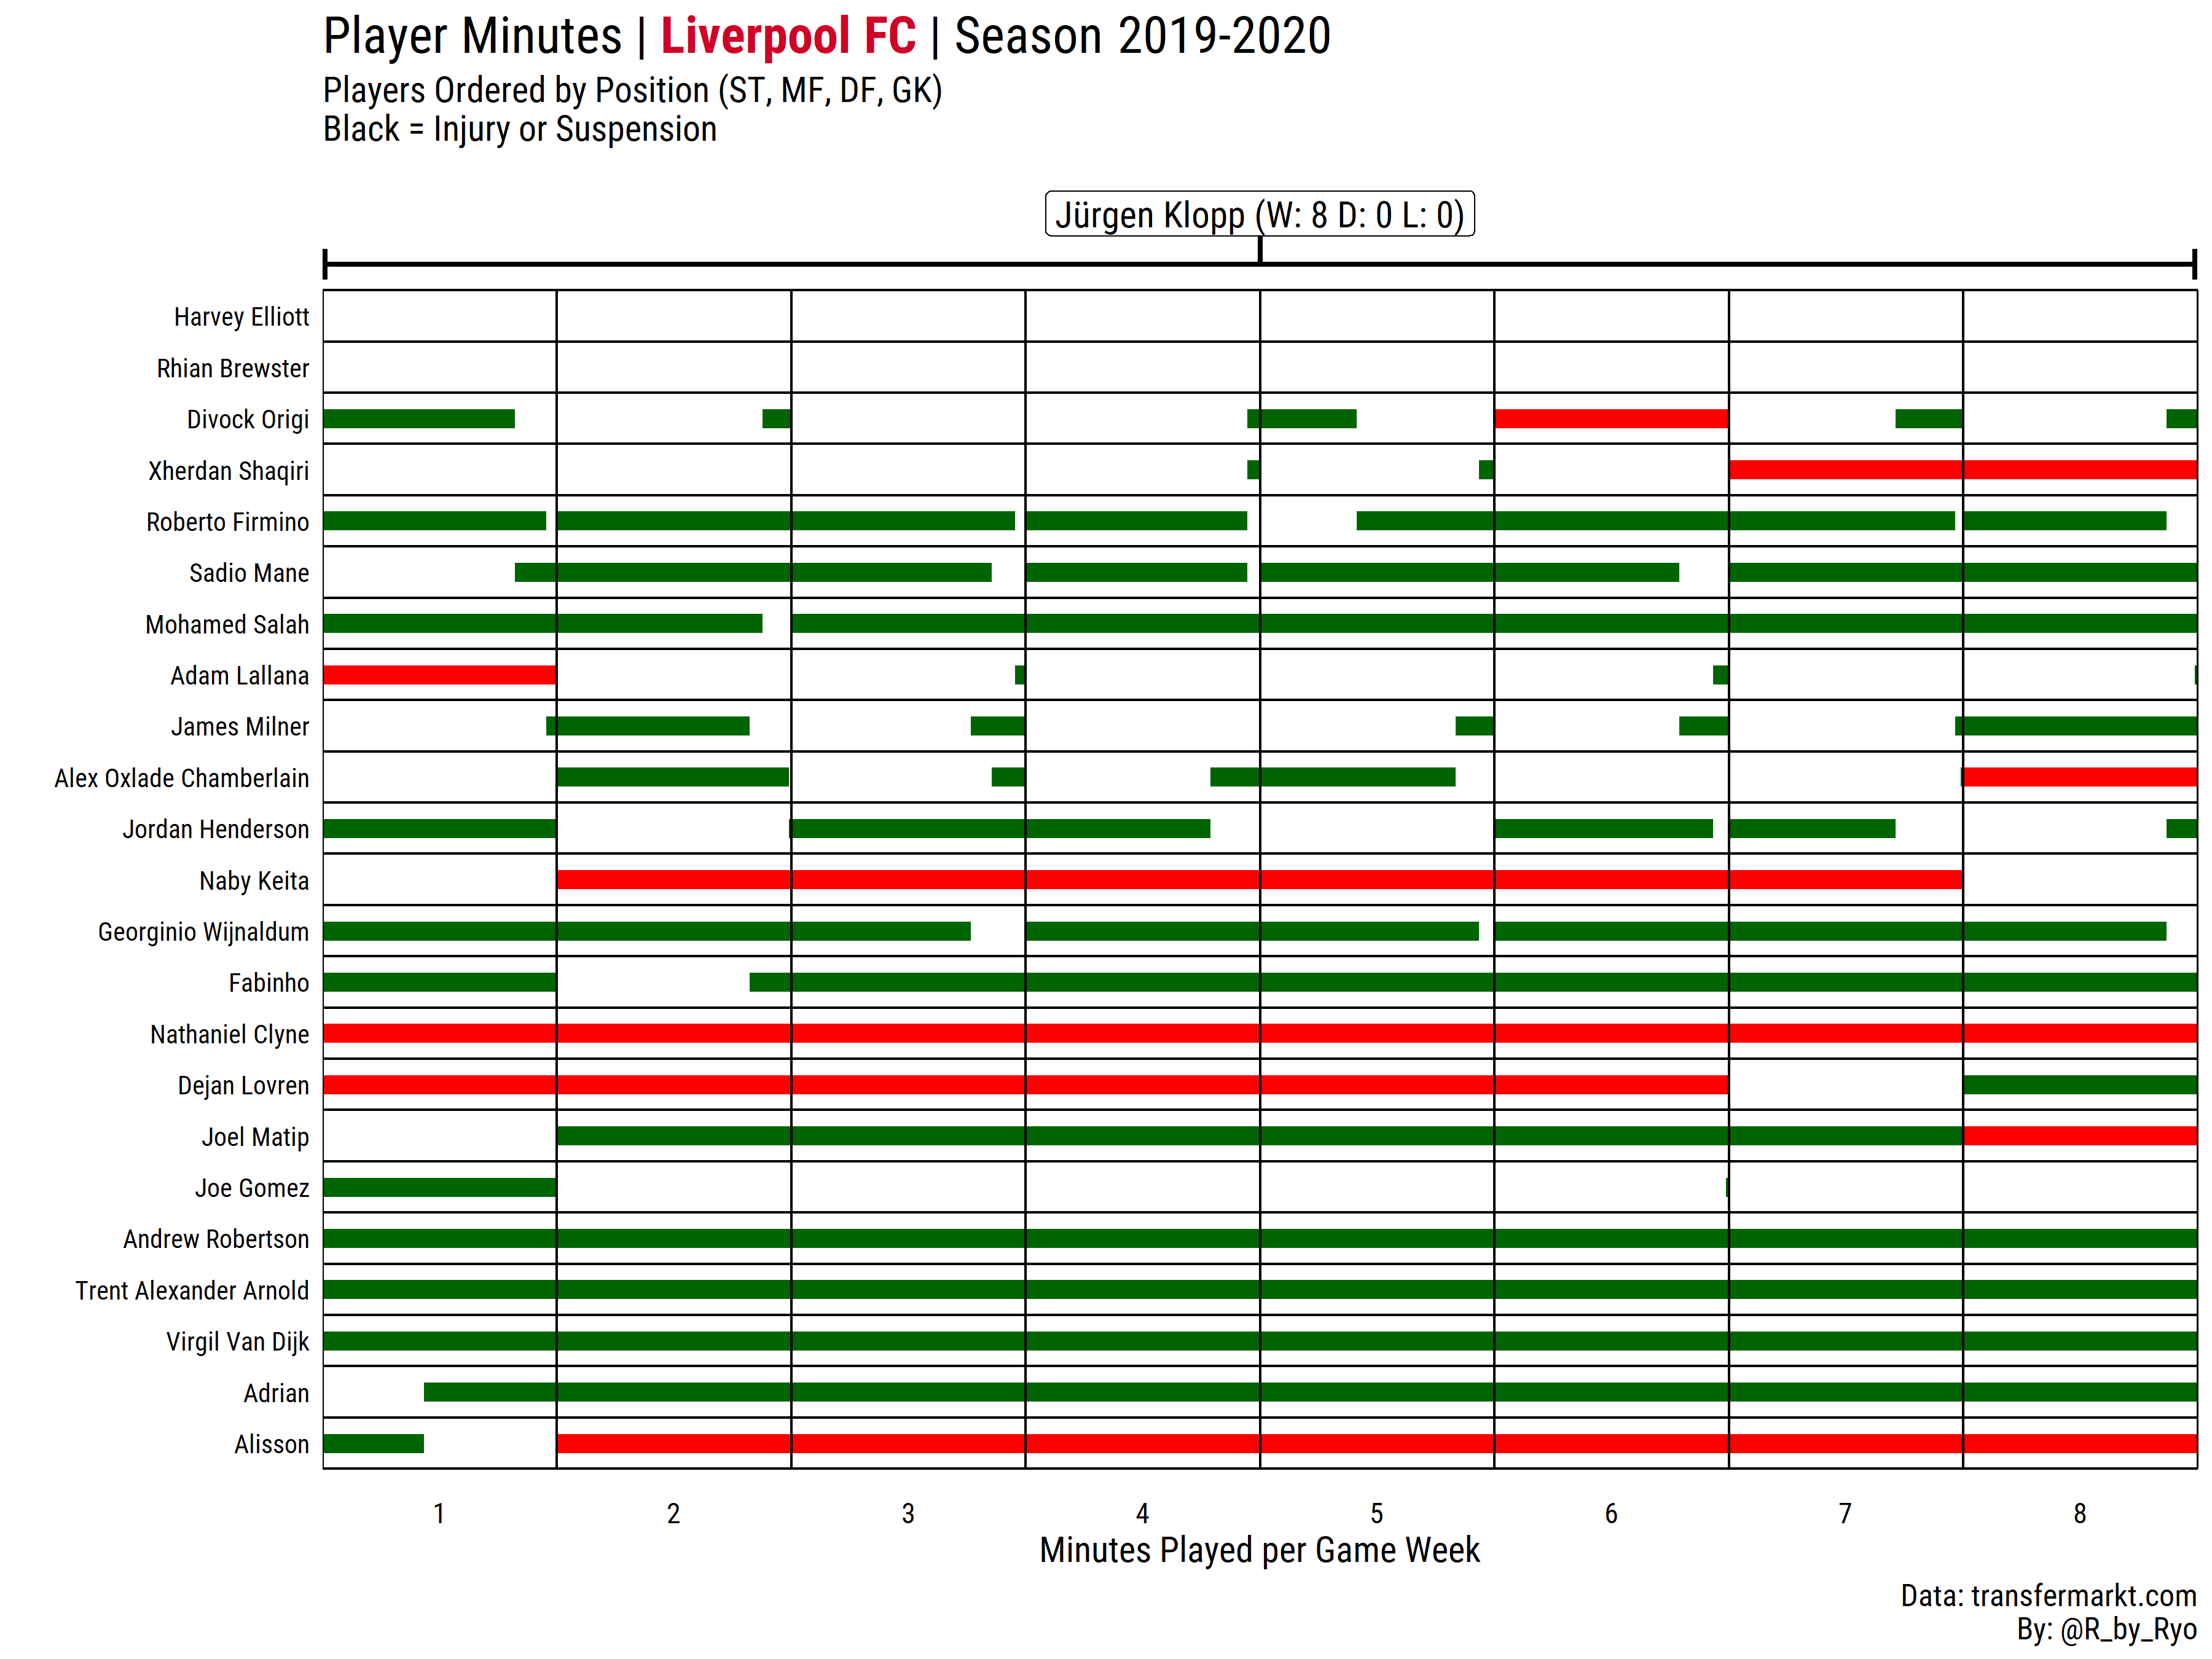 Player Minutes | Liverpool FC | Season 2019-2020
Players Ordered by Position (ST, MF, DF, GK)
Black = Injury or Suspension
Jürgen Klopp (W: 8 D: 0 L: 0)
Harvey Elliott
Rhian Brewster
Divock Origi
Xherdan Shaqiri
Roberto Firmino
Sadio Mane
Mohamed Salah
Adam Lallana
James Milner
Alex Oxlade Chamberlain
Jordan Henderson
Naby Keita
Georginio Wijnaldum
Fabinho
Nathaniel Clyne
Dejan Lovren
Joel Matip
Joe Gomez
Andrew Robertson
Trent Alexander Arnold
Virgil Van Dijk
Adrian
Alisson
1 2 3 4 5 6 7 8
Minutes Played per Game Week
Data: transfermarkt.com
By: @R_by_Ryo